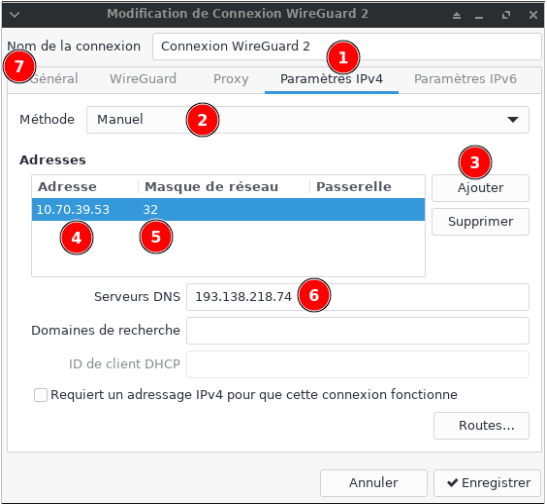 Modification de Connexion WireGuard 2
Nom de la connexion Connexion WireGuard 2
7 Général WireGuard Proxy Paramètres IPv4 1 Paramètres IPv6
Méthode Manuel 2
Adresses
3
Adresse Masque de réseau Passerelle Ajouter
10.70.39.53 32
4 5 Supprimer
Serveurs DNS 193.138.218.74 6
Domaines de recherche
ID de client DHCP
Requiert un adressage IPv4 pour que cette connexion fonctionne
Routes...
Annuler Enregistrer